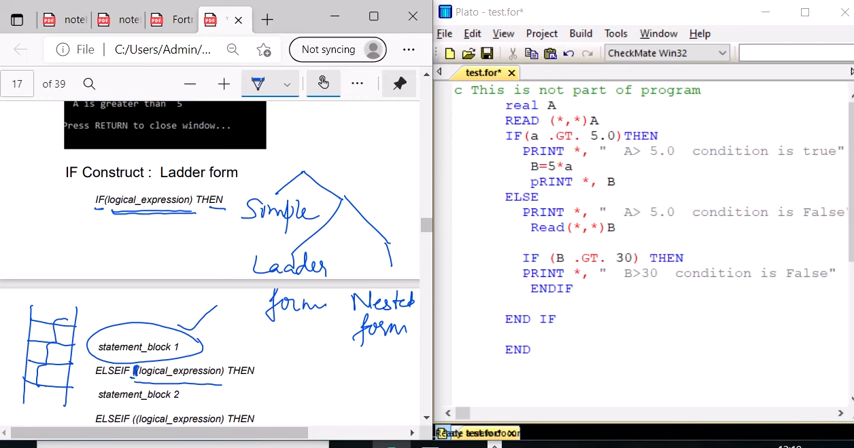 note
note
Fort
×
File
C:/Users/Admin/...
Not syncing
17
of 39
A is greater than 5
Press RETURN to close window...
IF Construct : Ladder form
IF(logical_expression) THEN
Simple
Ladder
form
Nested
form
statement_block 1
ELSEIF (logical_expression) THEN
statement_block 2
ELSEIF ((logical_expression) THEN
Plato - test.for*
File Edit View Project Build Tools Window Help
CheckMate Win32
test.for*
c This is not part of program
real A
READ (*,*)A
IF(a .GT. 5.0)THEN
PRINT *, " A> 5.0 condition is true"
B=5*a
pRINT *, B
ELSE
PRINT *, " A> 5.0 condition is False"
Read(*,*)B
IF (B .GT. 30) THEN
PRINT *, " B>30 condition is False"
ENDIF
END IF
END